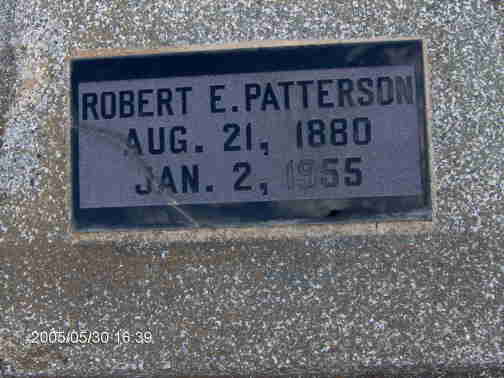 ROBERT E. PATTERSON
AUG. 21, 1880
JAN. 2, 1955
2005/05/30 16:39